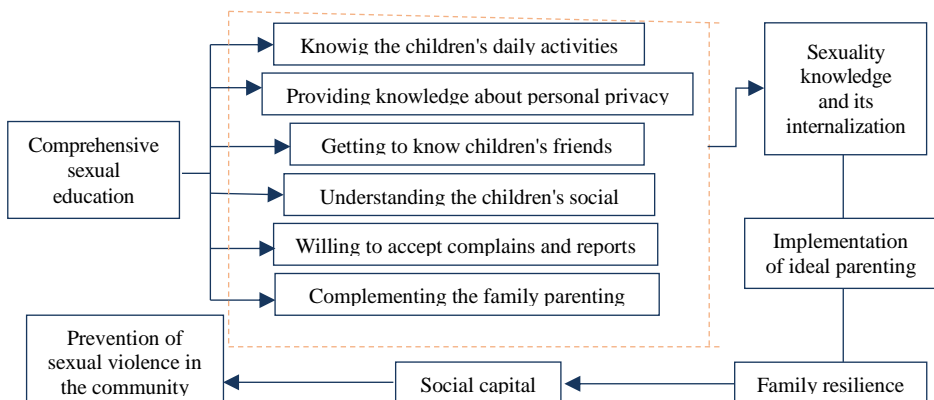 Comprehensive
sexual
education
Knowig the children's daily activities
Providing knowledge about personal privacy
Getting to know children's friends
Understanding the children's social
Willing to accept complains and reports
Complementing the family parenting
Sexuality
knowledge
and its
internalization
Implementation
of ideal parenting
Family resilience
Social capital
Prevention of
sexual violence in
the community